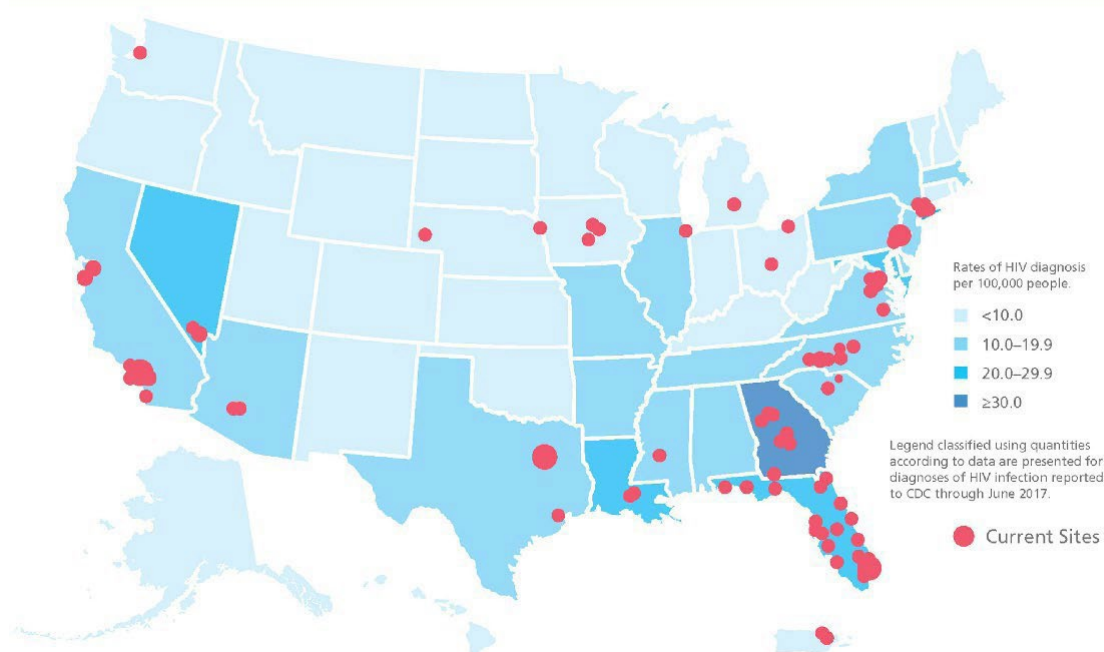 Rates of HIV diagnosis
per 100,000 people.
<10.0
10.0–19.9
20.0–29.9
≥30.0
Legend classified using quantities
according to data are presented for
diagnoses of HIV infection reported
to CDC through June 2017.
Current Sites